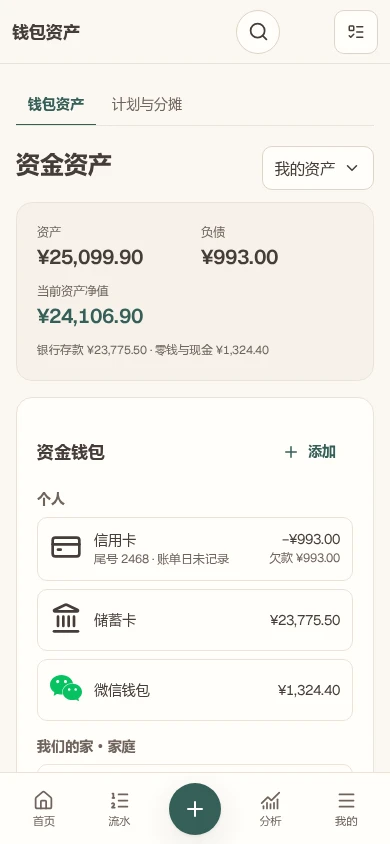 钱包资产
钱包资产 计划与分摊
资金资产 我的资产
资产 负债
¥25,099.90 ¥993.00
当前资产净值
¥24,106.90
银行存款 ¥23,775.50 · 零钱与现金 ¥1,324.40
资金钱包 添加
个人
信用卡 -¥993.00
尾号 2468 · 账单日未记录 欠款 ¥993.00
储蓄卡 ¥23,775.50
微信钱包 ¥1,324.40
我们的家 • 家庭
首页 流水 分析 我的